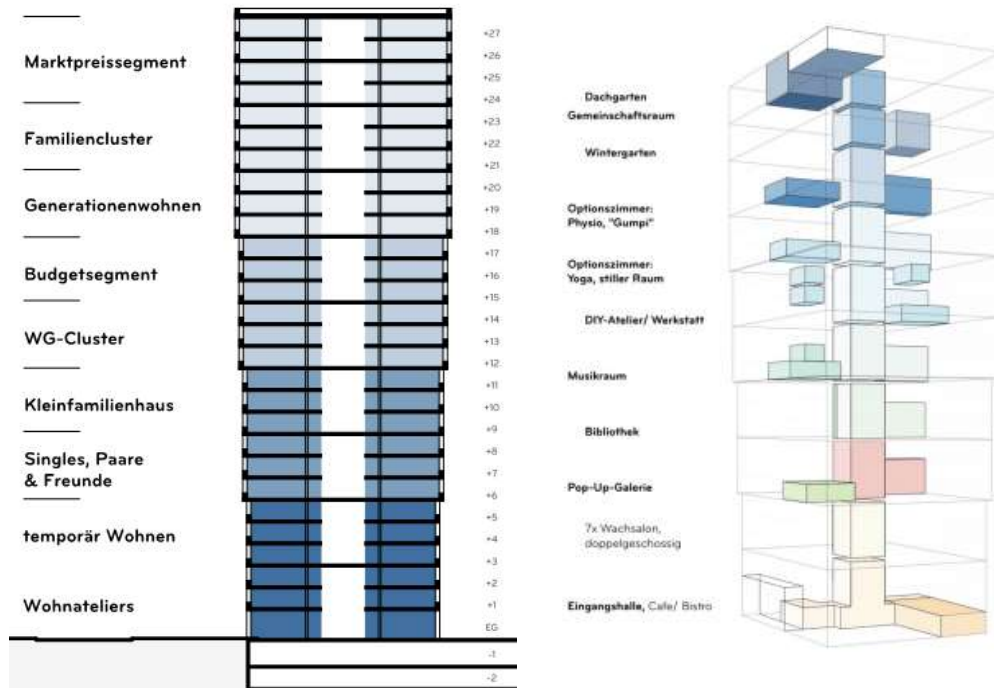 Marktpreissegment
Familiencluster
Generationenwohnen
Budgetsegment
WG-Cluster
Kleinfamilienhaus
Singles, Paare
& Freunde
temporär Wohnen
Wohnateliers
+27
+26
+25
+24
+23
+22
+21
+20
+19
+18
+17
+16
+15
+14
+13
+12
+11
+10
+9
+8
+7
+6
+5
+4
+3
+2
+1
EG
-1
-2
Dachgarten
Gemeinschaftsraum
Wintergarten
Optionszimmer:
Physio, "Gumpi"
Optionszimmer:
Yoga, stiller Raum
DIY-Atelier/ Werkstatt
Musikraum
Bibliothek
Pop-Up-Galerie
7x Wachsalon,
doppelgeschossig
Eingangshalle, Cafe/ Bistro